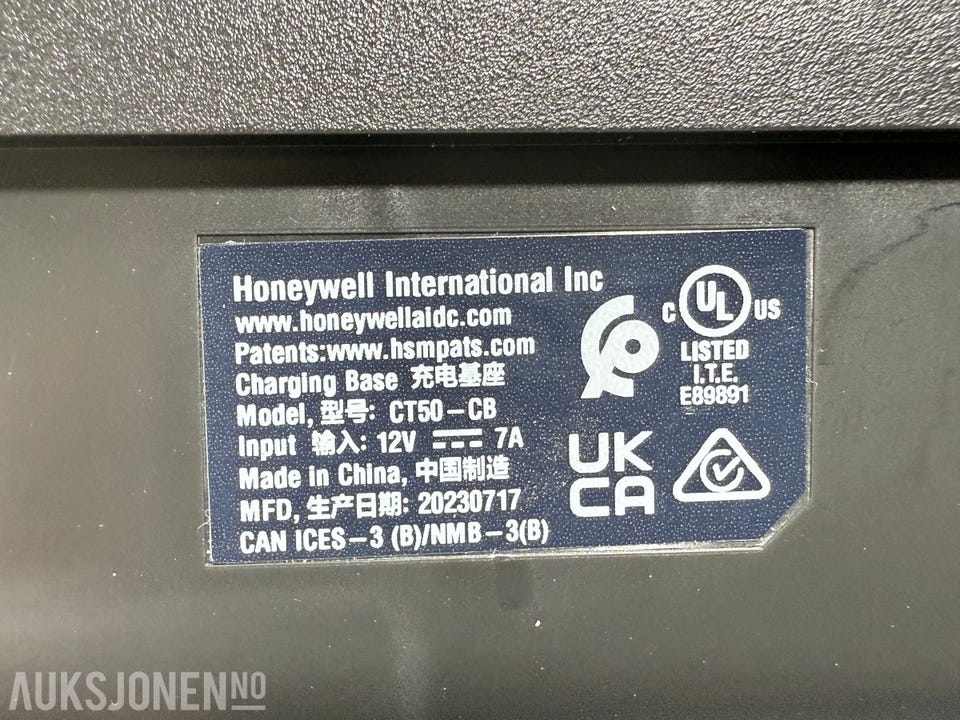 Honeywell International Inc
www.honeywellaidc.com
Patents:www.hsmpats.com
Charging Base 充电基座
Model, 型号: CT50-CB
Input 输入: 12V 7A
Made in China, 中国制造
MFD, 生产日期: 20230717
CAN ICES-3 (B)/NMB-3(B)
C UL US
LISTED
I.T.E.
E89891
UK
CA
AUKSJONEN.NO